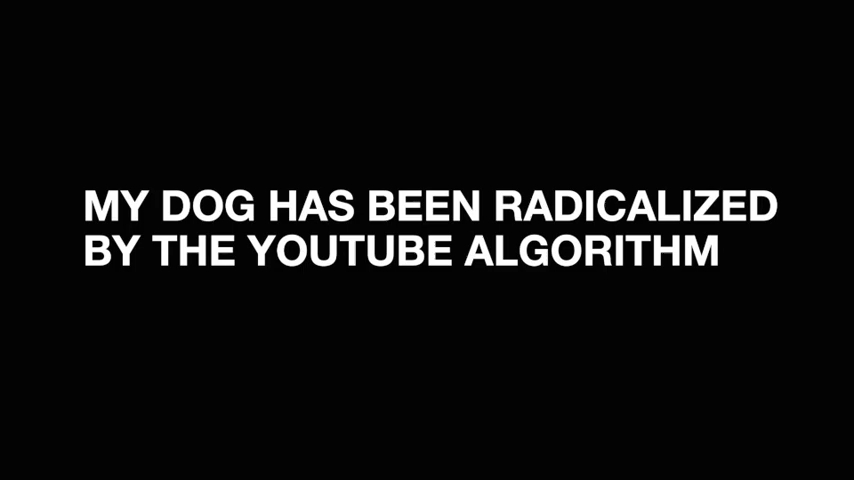 MY DOG HAS BEEN RADICALIZED
BY THE YOUTUBE ALGORITHM